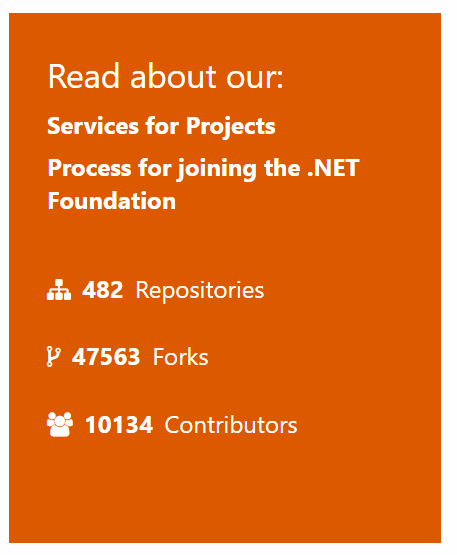 Read about our:
Services for Projects
Process for joining the .NET
Foundation
482 Repositories
47563 Forks
10134 Contributors